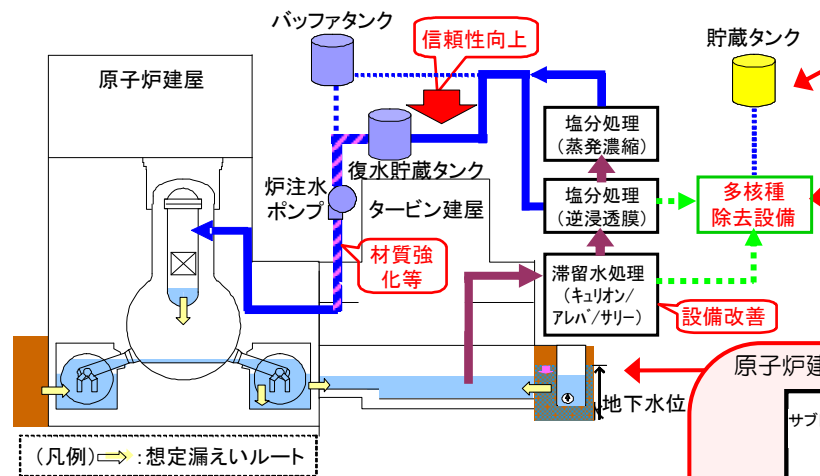 バッファタンク
信頼性向上
貯蔵タンク
原子炉建屋
塩分処理
(蒸発濃縮)
復水貯蔵タンク
炉注水
ポンプ
タービン建屋
塩分処理
(逆浸透膜)
多核種
除去設備
材質強
化等
滞留水処理
(キュリオン/
アレバ/サリー)
設備改善
地下水位
原子炉建
サブ
(凡例) :想定漏えいルート